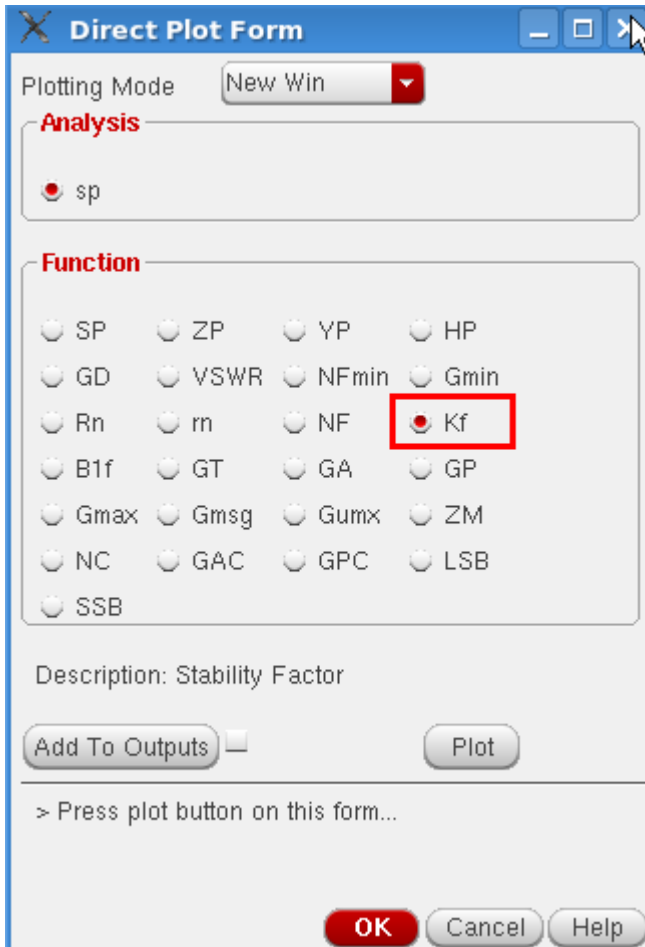 Direct Plot Form
Plotting Mode New Win
Analysis
sp
Function
SP ZP YP HP
GD VSWR NFmin Gmin
Rn rn NF Kf
B1f GT GA GP
Gmax Gmsg Gumx ZM
NC GAC GPC LSB
SSB
Description: Stability Factor
Add To Outputs Plot
> Press plot button on this form...
OK Cancel Help